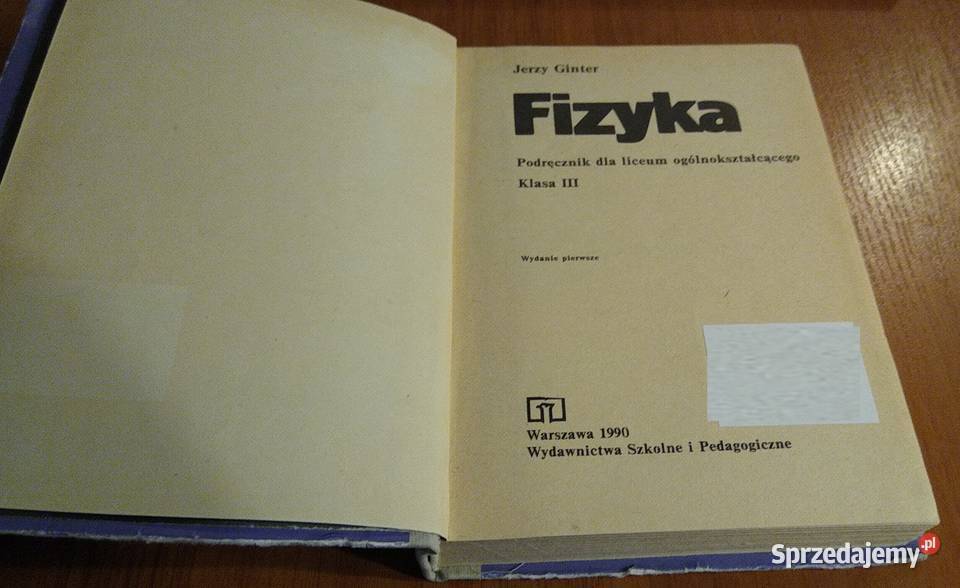 Jerzy Ginter
Fizyka
Podręcznik dla liceum ogólnokształcącego
Klasa III
Wydanie pierwsze
Warszawa 1990
Wydawnictwa Szkolne i Pedagogiczne
Sprzedajemy.pl